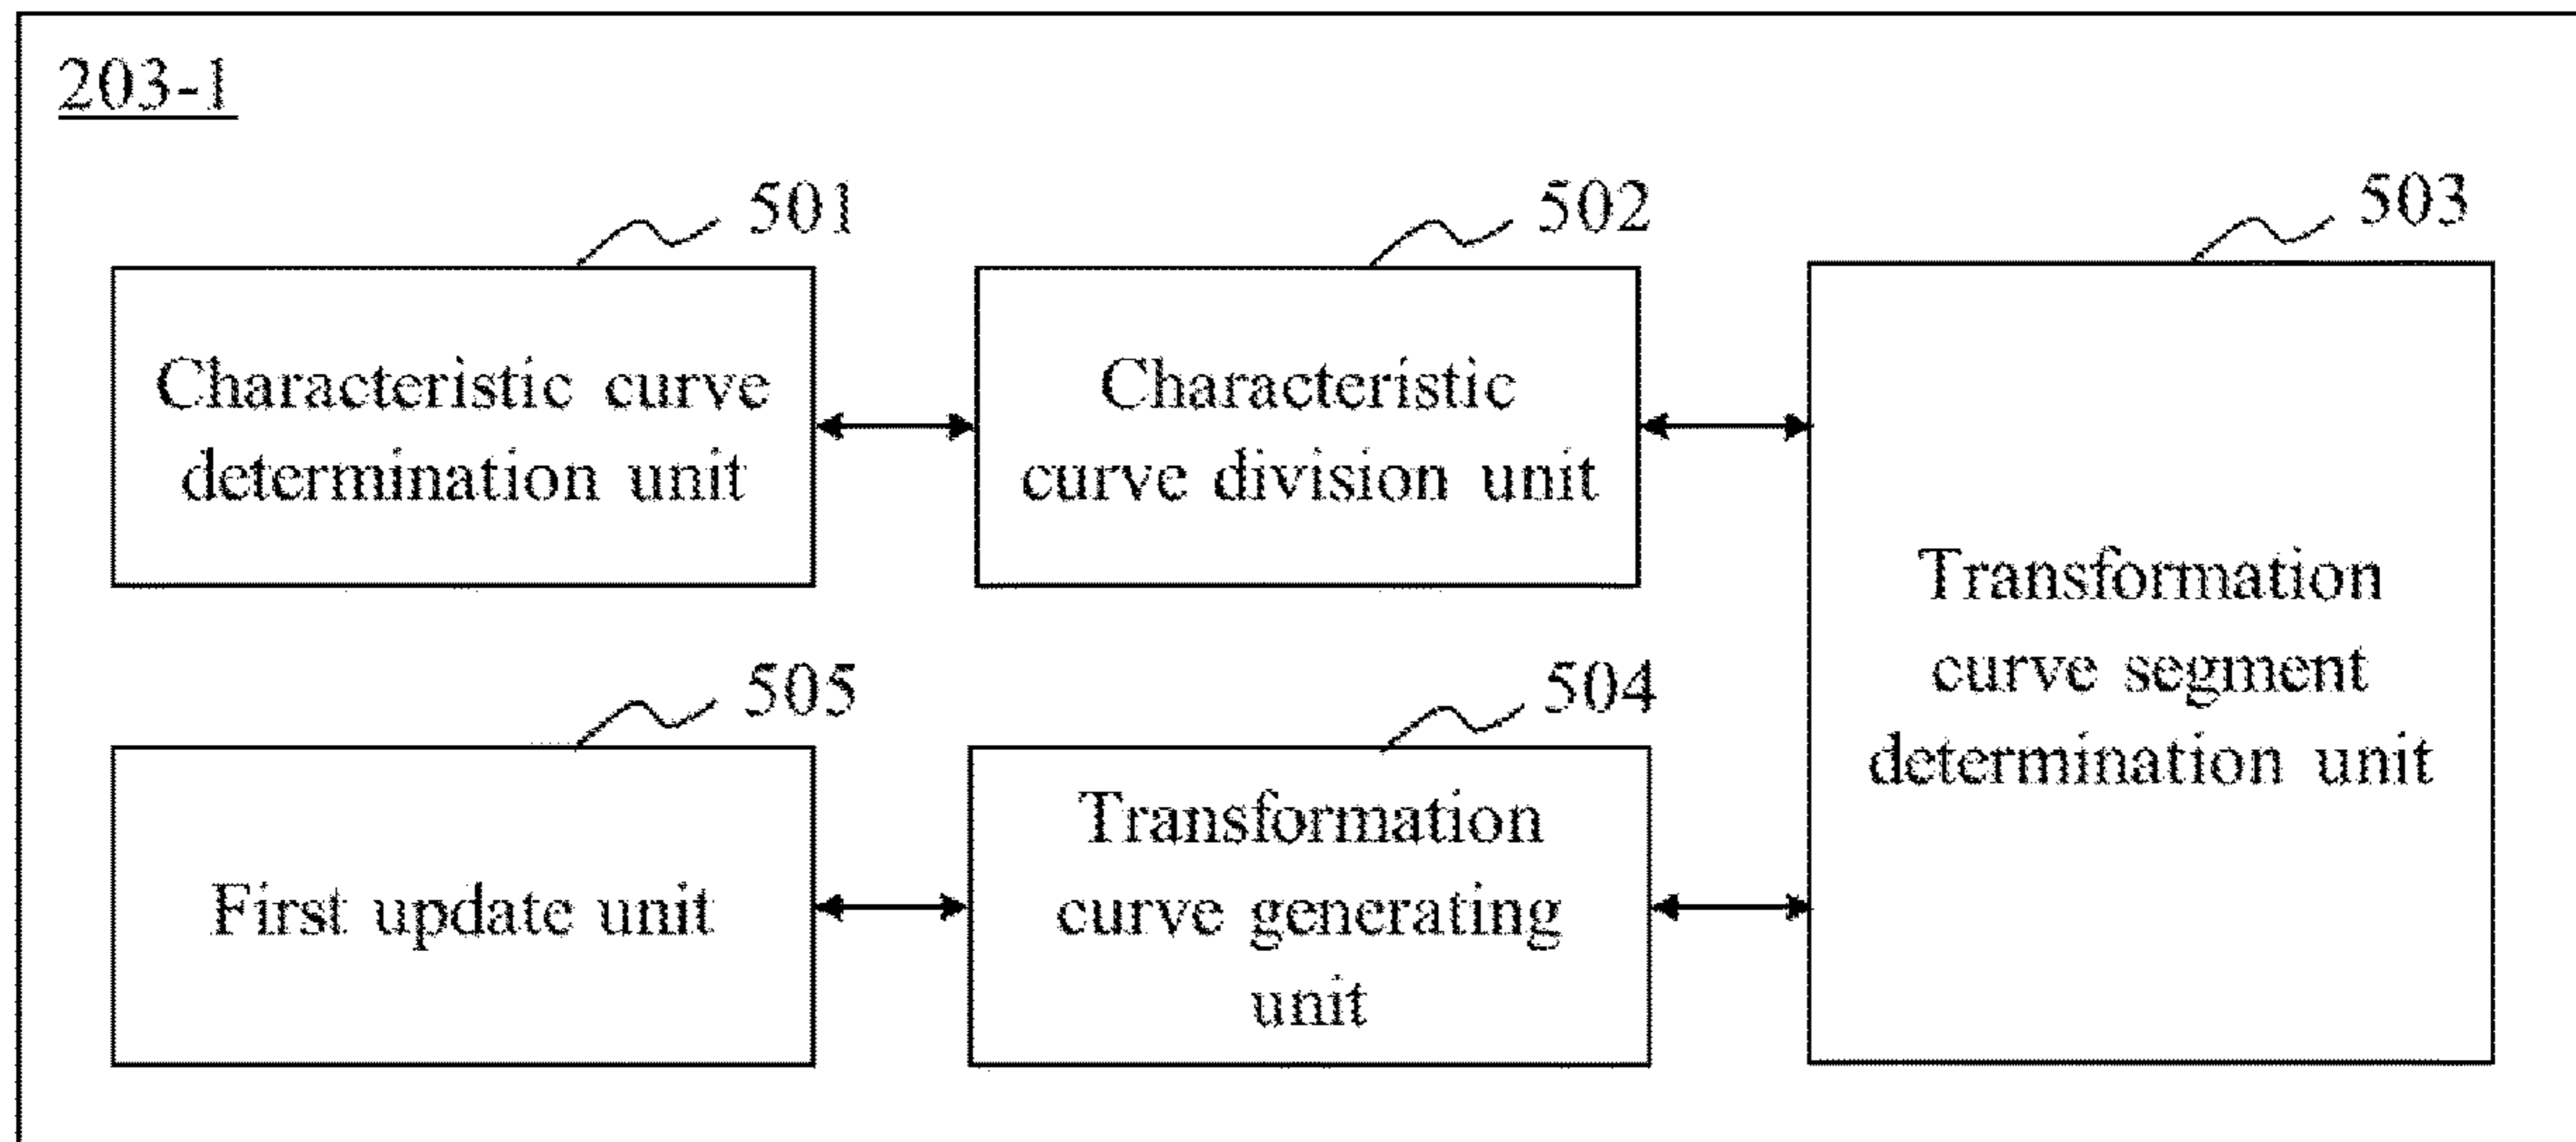 203-1
501
502
503
Characteristic curve
determination unit
Characteristic
curve division unit
Transformation
curve segment
determination unit
505
504
First update unit
Transformation
curve generating
unit